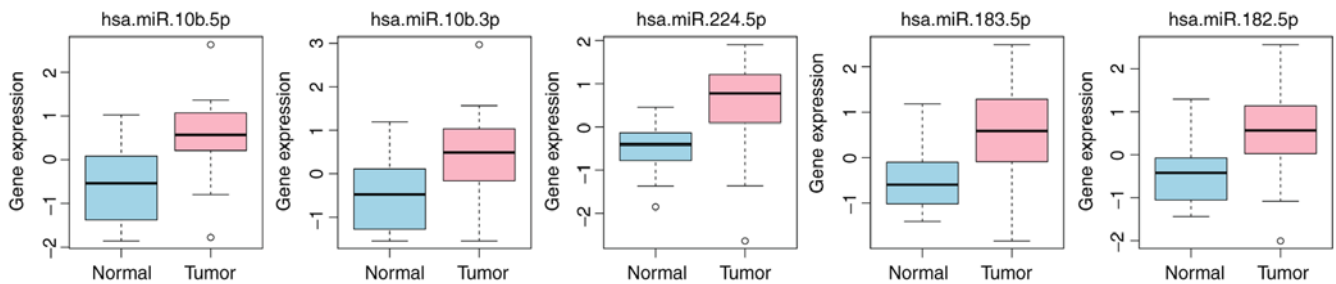 hsa.miR.10b.5p
Gene expression
2
1
0
−1
−2
Normal Tumor
hsa.miR.10b.3p
Gene expression
3
1
0
−1
Normal Tumor
hsa.miR.224.5p
Gene expression
2
1
0
−2
Normal Tumor
hsa.miR.183.5p
Gene expression
2
1
0
−1
Normal Tumor
hsa.miR.182.5p
Gene expression
2
1
0
−1
−2
Normal Tumor